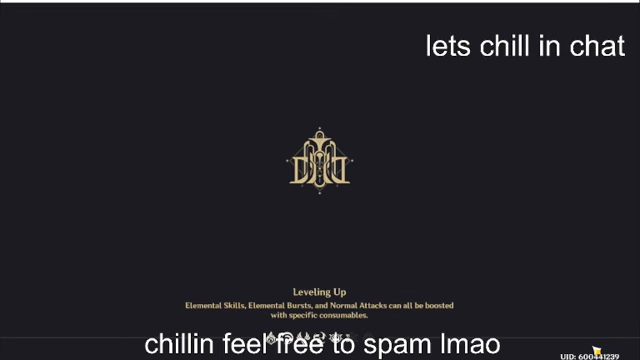 lets chill in chat
Leveling Up
Elemental Skills, Elemental Bursts, and Normal Attacks can all be boosted
with specific consumables.
chillin feel free to spam lmao
UID: 600441239